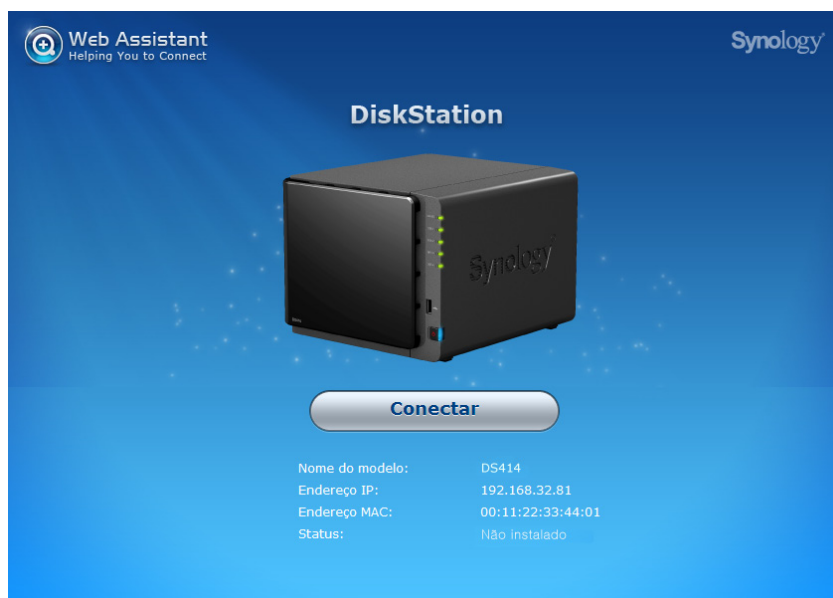 Web Assistant
Helping You to Connect
Synology
DiskStation
Synology
Conectar
Nome do modelo: DS414
Endereço IP: 192.168.32.81
Endereço MAC: 00:11:22:33:44:01
Status: Não instalado